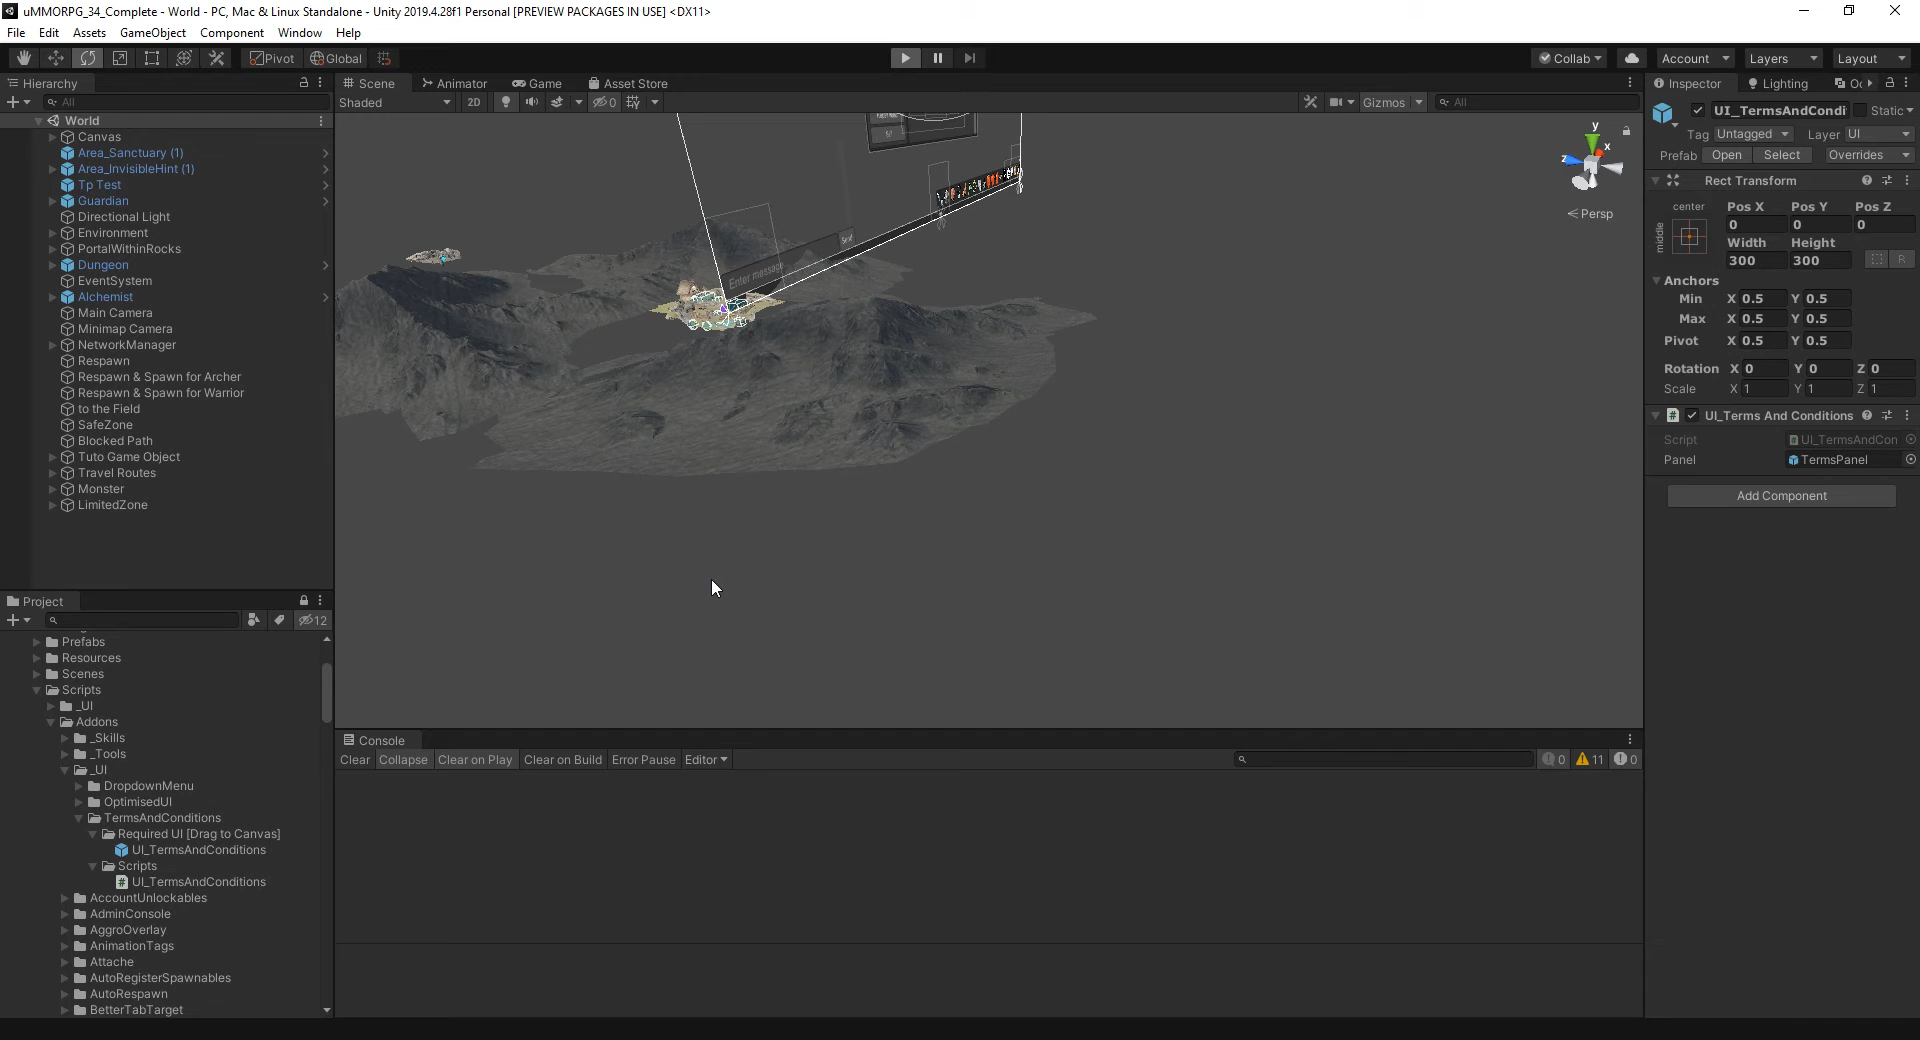 uMMORPG_34_Complete - World - PC, Mac & Linux Standalone - Unity 2019.4.28f1 Personal [PREVIEW PACKAGES IN USE] <DX11>
File Edit Assets GameObject Component Window Help
Pivot Global Collab Account Layers Layout
Hierarchy
All
World
Canvas
Area_Sanctuary (1)
Area_InvisibleHint (1)
Tp Test
Guardian
Directional Light
Environment
PortalWithinRocks
Dungeon
EventSystem
Alchemist
Main Camera
Minimap Camera
NetworkManager
Respawn
Respawn & Spawn for Archer
Respawn & Spawn for Warrior
to the Field
SafeZone
Blocked Path
Tuto Game Object
Travel Routes
Monster
LimitedZone
Project
12
Prefabs
Resources
Scenes
Scripts
_UI
Addons
_Skills
_Tools
_UI
DropdownMenu
OptimisedUI
TermsAndConditions
Required UI [Drag to Canvas]
UI_TermsAndConditions
Scripts
UI_TermsAndConditions
AccountUnlockables
AdminConsole
AggroOverlay
AnimationTags
Attache
AutoRegisterSpawnables
AutoRespawn
BetterTabTarget
Scene Animator Game Asset Store
Shaded 2D 0 Gizmos All
y
x
z
Persp
Enter message
Send
Console
Clear Collapse Clear on Play Clear on Build Error Pause Editor 0 11 0
Inspector Lighting Oc
UI_TermsAndCondi Static
Tag Untagged Layer UI
Prefab Open Select Overrides
Rect Transform
center Pos X Pos Y Pos Z
middle 0 0 0
Width Height
300 300 R
Anchors
Min X 0.5 Y 0.5
Max X 0.5 Y 0.5
Pivot X 0.5 Y 0.5
Rotation X 0 Y 0 Z 0
Scale X 1 Y 1 Z 1
UI_Terms And Conditions
Script UI_TermsAndCon
Panel TermsPanel
Add Component